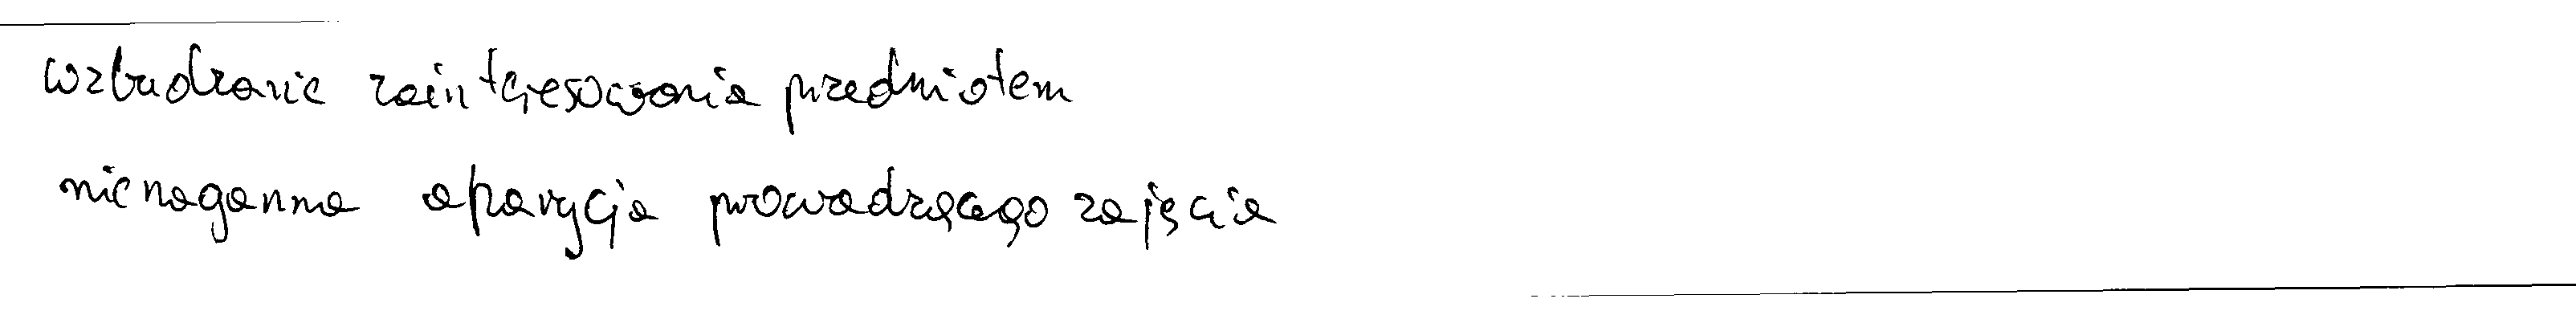 wzbudzanie zainteresowania przedmiotem
nienaganna aparycja prowadzącego zajęcia